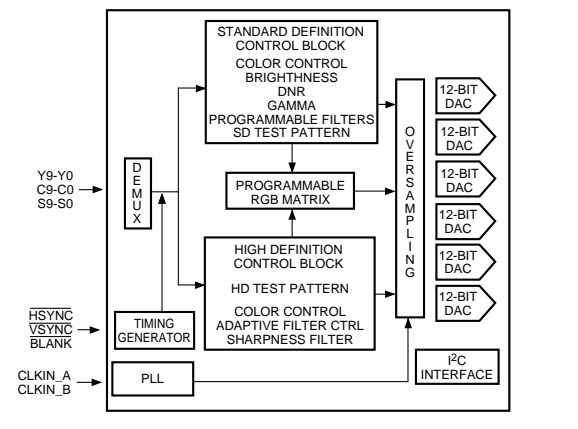 STANDARD DEFINITION
CONTROL BLOCK
COLOR CONTROL
BRIGHTNESS
DNR
GAMMA
PROGRAMMABLE FILTERS
SD TEST PATTERN
Y9-Y0
C9-C0
S9-S0
DEMUX
PROGRAMMABLE
RGB MATRIX
HIGH DEFINITION
CONTROL BLOCK
HD TEST PATTERN
COLOR CONTROL
ADAPTIVE FILTER CTRL
SHARPNESS FILTER
OVERSAMPLING
12-BIT
DAC
12-BIT
DAC
12-BIT
DAC
12-BIT
DAC
12-BIT
DAC
12-BIT
DAC
HSYNC
VSYNC
BLANK
TIMING
GENERATOR
CLKIN_A
CLKIN_B
PLL
I2C
INTERFACE